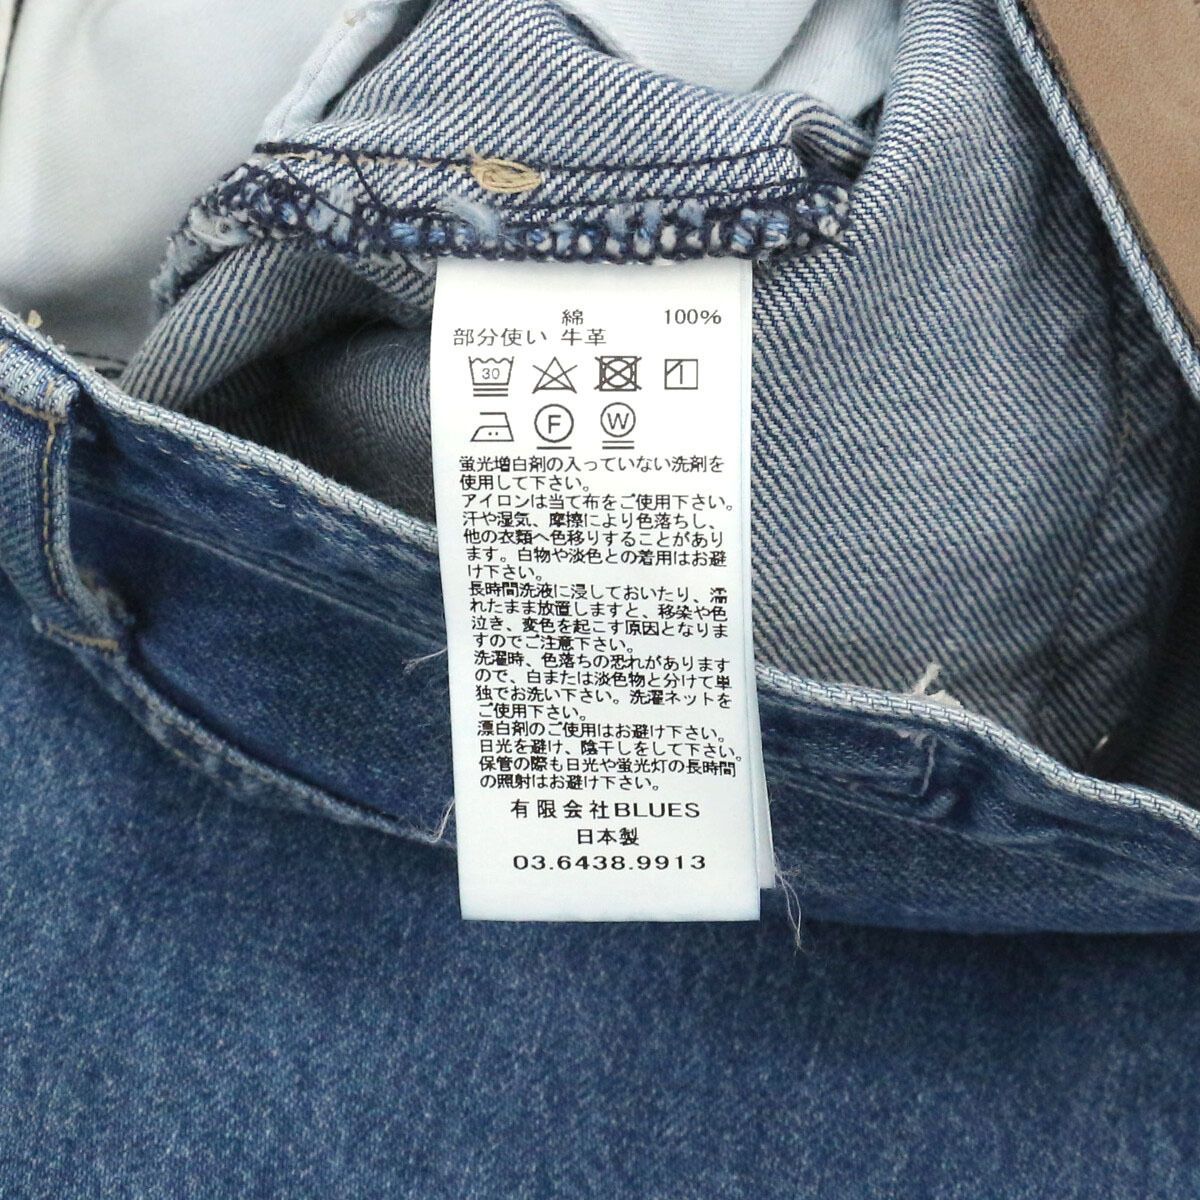 綿 100%
部分使い 牛革
30
F W
蛍光増白剤の入っていない洗剤を
使用して下さい。
アイロンは当て布をご使用下さい。
汗や湿気、摩擦により色落ちし、
他の衣類へ色移りすることがあり
ます。白物や淡色との着用はお避
け下さい。
長時間洗液に浸しておいたり、濡
れたまま放置しますと、移染や色
泣き、変色を起こす原因となりま
すのでご注意下さい。
洗濯時、色落ちの恐れがあります
ので、白または淡色物と分けて単
独でお洗い下さい。洗濯ネットを
ご使用下さい。
漂白剤のご使用はお避け下さい。
日光を避け、陰干しをして下さい。
保管の際も日光や蛍光灯の長時間
の照射はお避け下さい。
有限会社BLUES
日本製
03.6438.9913